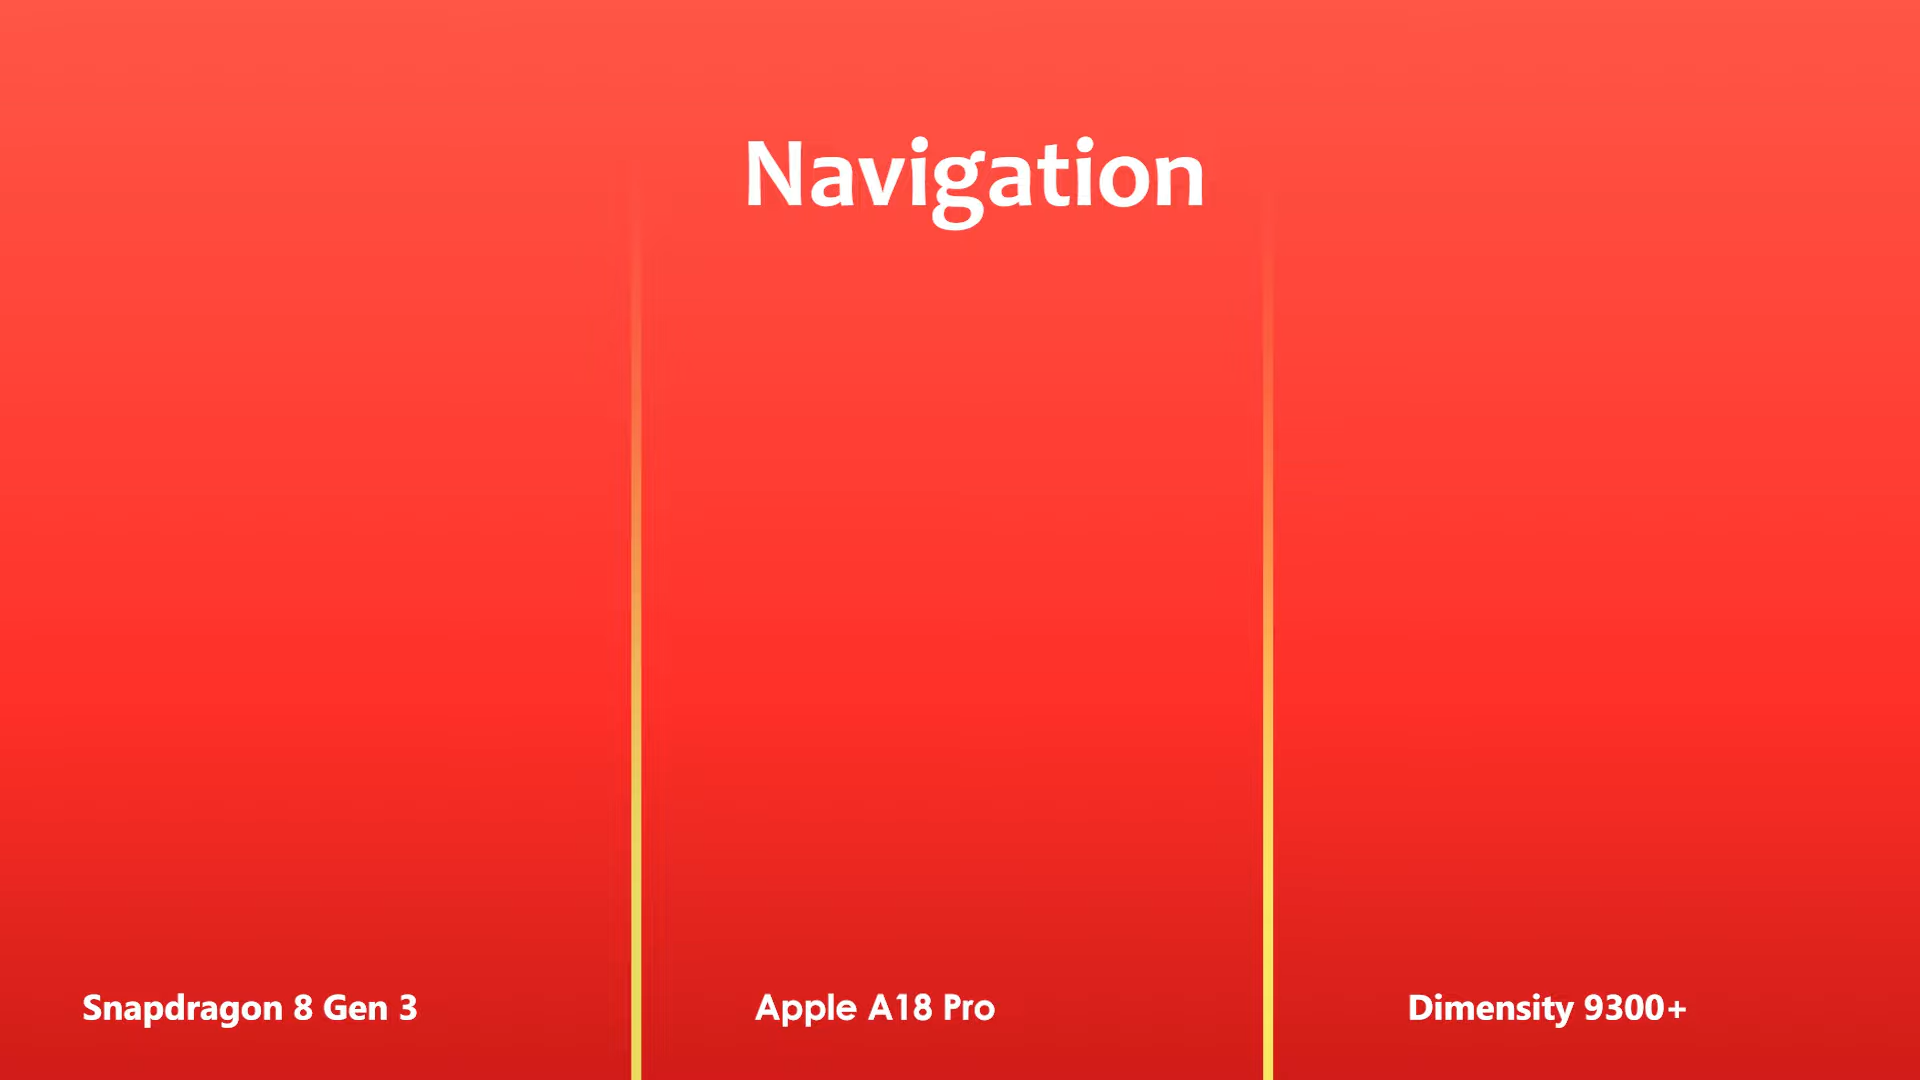 Navigation
Snapdragon 8 Gen 3
Apple A18 Pro
Dimensity 9300+